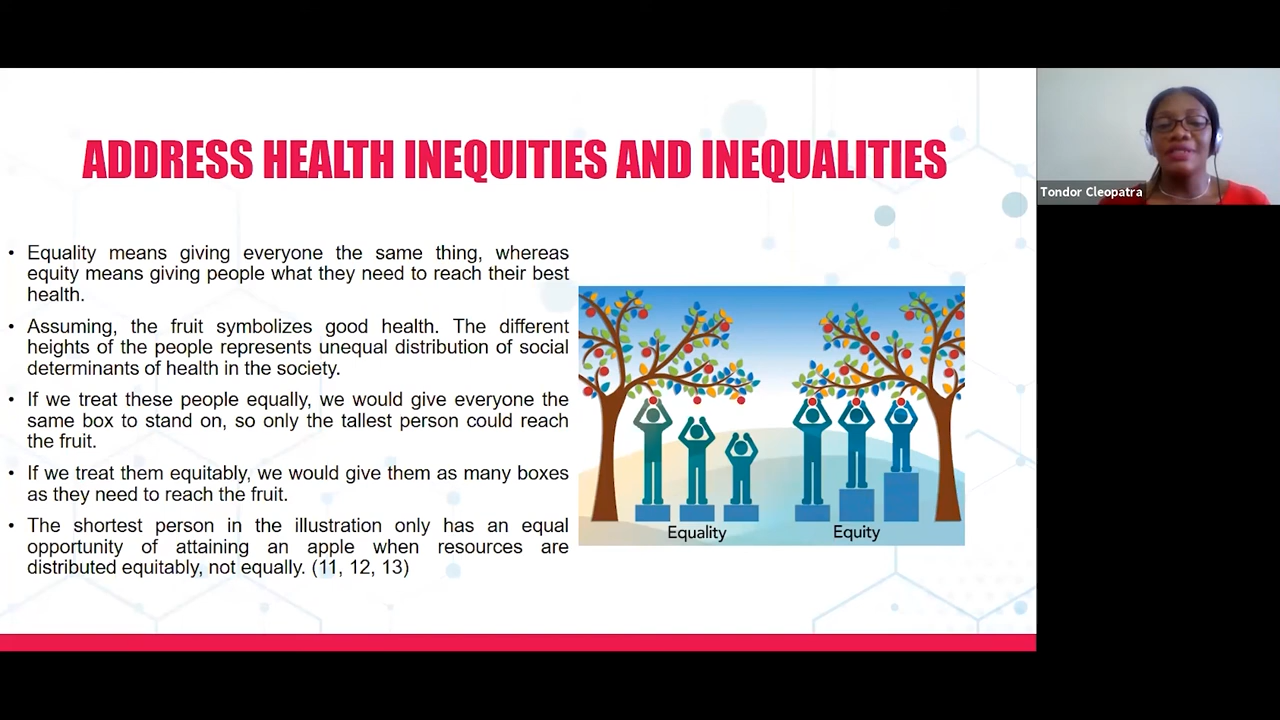 ADDRESS HEALTH INEQUITIES AND INEQUALITIES
Tondor Cleopatra
• Equality means giving everyone the same thing, whereas
equity means giving people what they need to reach their best
health.
• Assuming, the fruit symbolizes good health. The different
heights of the people represents unequal distribution of social
determinants of health in the society.
• If we treat these people equally, we would give everyone the
same box to stand on, so only the tallest person could reach
the fruit.
• If we treat them equitably, we would give them as many boxes
as they need to reach the fruit.
• The shortest person in the illustration only has an equal
opportunity of attaining an apple when resources are
distributed equitably, not equally. (11, 12, 13)
Equality
Equity